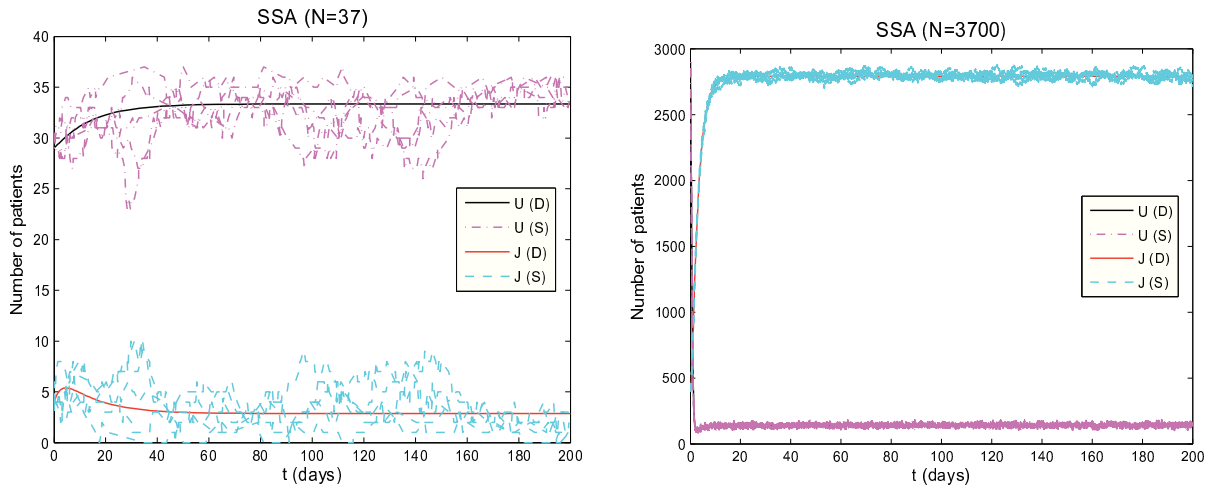 SSA (N=37)
40
35
30
25
20
15
10
5
0
0 20 40 60 80 100 120 140 160 180 200
Number of patients
t (days)
U (D)
U (S)
J (D)
J (S)
SSA (N=3700)
3000
2500
2000
1500
1000
500
0
0 20 40 60 80 100 120 140 160 180 200
Number of patients
t (days)
U (D)
U (S)
J (D)
J (S)